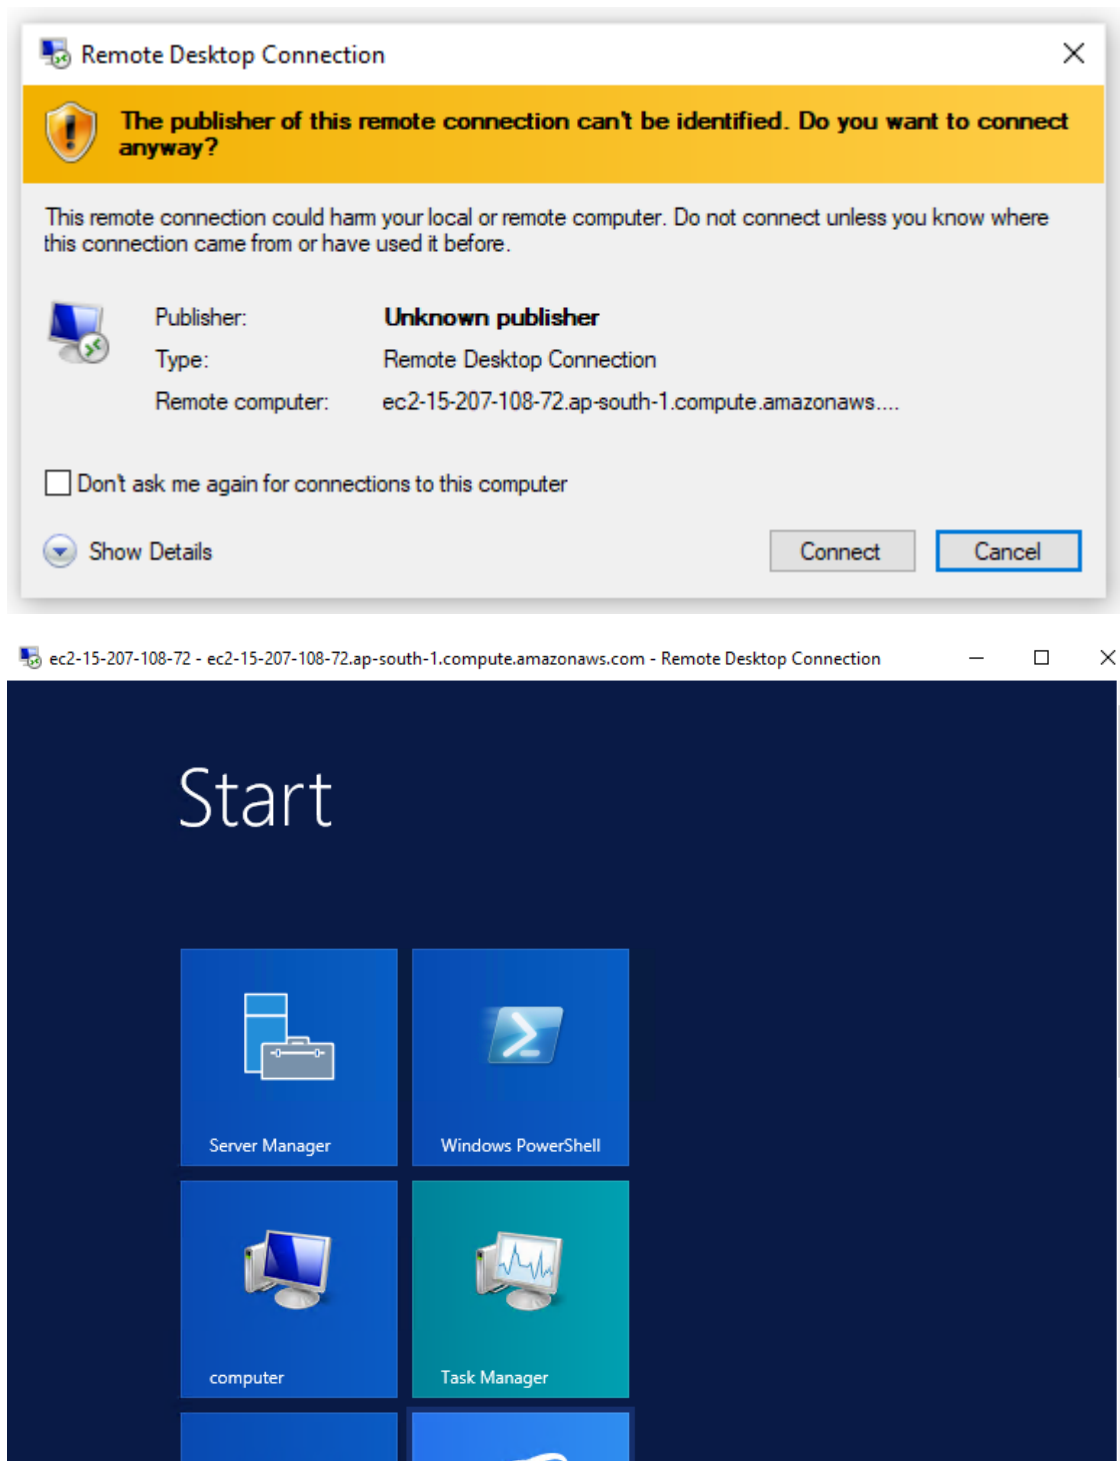 Remote Desktop Connection
The publisher of this remote connection can't be identified. Do you want to connect
anyway?
This remote connection could harm your local or remote computer. Do not connect unless you know where
this connection came from or have used it before.
Publisher: Unknown publisher
Type: Remote Desktop Connection
Remote computer: ec2-15-207-108-72.ap-south-1.compute.amazonaws....
Don't ask me again for connections to this computer
Show Details Connect Cancel
ec2-15-207-108-72 - ec2-15-207-108-72.ap-south-1.compute.amazonaws.com - Remote Desktop Connection
Start
Server Manager Windows PowerShell
computer Task Manager